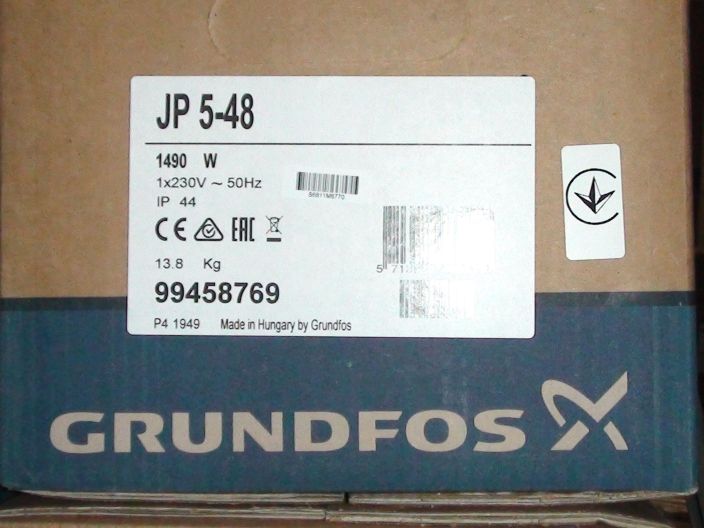 JP 5-48
1490 W
1x230V ~ 50Hz
IP 44
CE EAC
13.8 Kg
99458769
P4 1949 Made in Hungary by Grundfos
GRUNDFOS